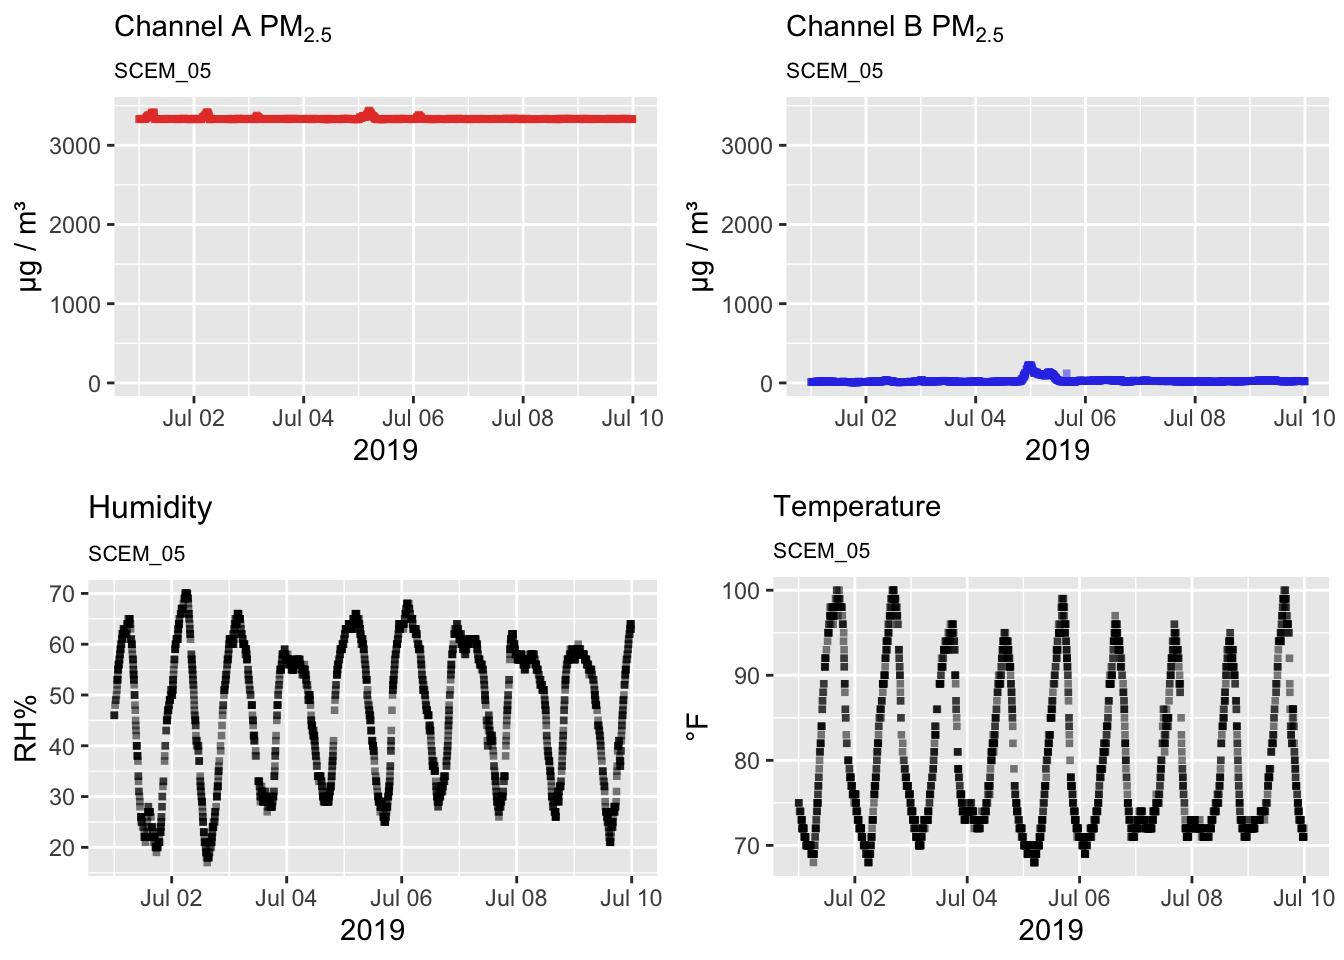 Channel A PM2.5
SCEM_05
µg / m³
3000
2000
1000
0
Jul 02 Jul 04 Jul 06 Jul 08 Jul 10
2019
Channel B PM2.5
SCEM_05
µg / m³
3000
2000
1000
0
Jul 02 Jul 04 Jul 06 Jul 08 Jul 10
2019
Humidity
SCEM_05
RH%
70
60
50
40
30
20
Jul 02 Jul 04 Jul 06 Jul 08 Jul 10
2019
Temperature
SCEM_05
°F
100
90
80
70
Jul 02 Jul 04 Jul 06 Jul 08 Jul 10
2019